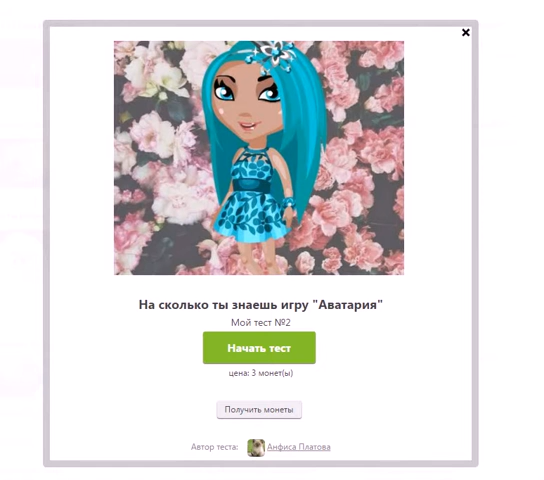 На сколько ты знаешь игру "Аватария"
Мой тест №2
Начать тест
цена: 3 монет(ы)
Получить монеты
Автор теста: Анфиса Платова